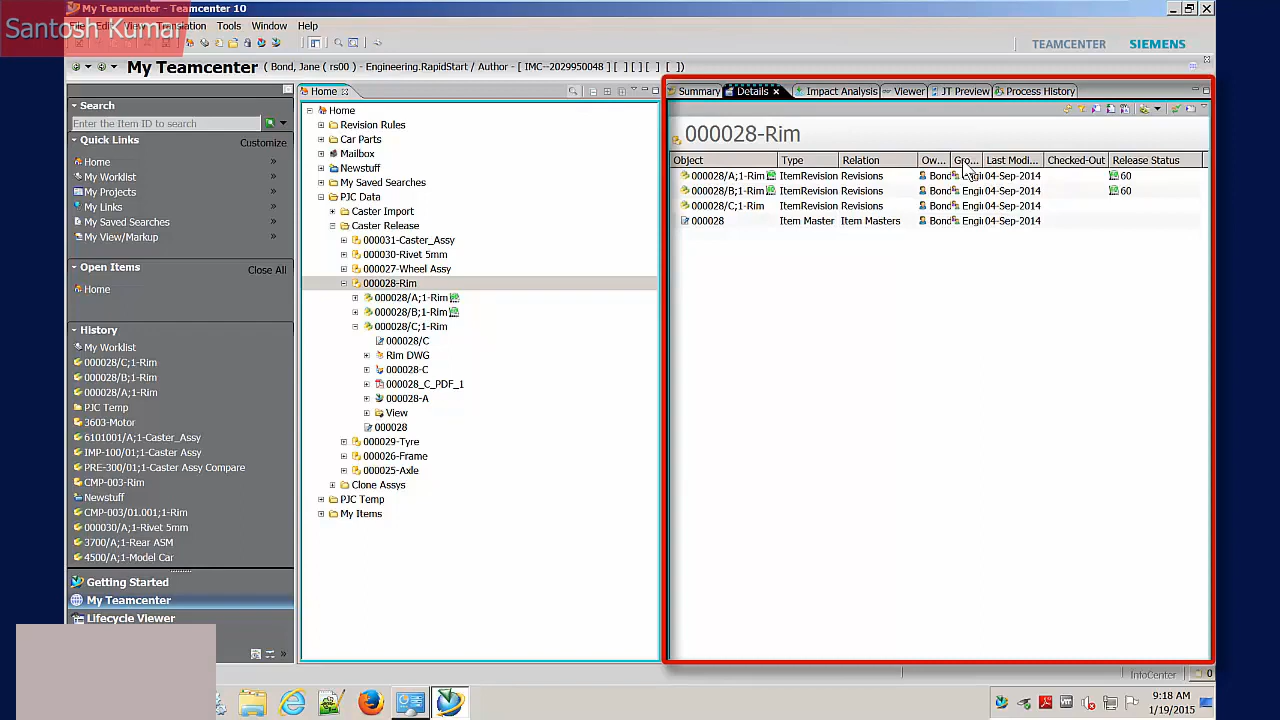 My Teamcenter - Teamcenter 10
Santosh Kumar
Translation Tools Window Help
TEAMCENTER SIEMENS
My Teamcenter ( Bond, Jane ( rs00 ) - Engineering.RapidStart / Author - [ IMC--2029950048 ] [ ] [ ] [ ] [ ] )
Search
Enter the Item ID to search
Quick Links Customize
Home »
My Worklist »
My Projects »
My Links »
My Saved Searches »
My View/Markup »
Open Items Close All
Home
History
My Worklist
000028/C;1-Rim
000028/B;1-Rim
000028/A;1-Rim
PJC Temp
3603-Motor
6101001/A;1-Caster_Assy
IMP-100/01;1-Caster Assy
PRE-300/01;1-Caster Assy Compare
CMP-003-Rim
Newstuff
CMP-003/01.001;1-Rim
000030/A;1-Rivet 5mm
3700/A;1-Rear ASM
4500/A;1-Model Car
Getting Started
My Teamcenter
Lifecycle Viewer
»
Home
Home
Revision Rules
Car Parts
Mailbox
Newstuff
My Saved Searches
PJC Data
Caster Import
Caster Release
000031-Caster_Assy
000030-Rivet 5mm
000027-Wheel Assy
000028-Rim
000028/A;1-Rim
000028/B;1-Rim
000028/C;1-Rim
000028/C
Rim DWG
000028-C
000028_C_PDF_1
000028-A
View
000028
000029-Tyre
000026-Frame
000025-Axle
Clone Assys
PJC Temp
My Items
Summary Details Impact Analysis Viewer JT Preview Process History
000028-Rim
Object Type Relation Ow... Gro... Last Modi... Checked-Out Release Status
000028/A;1-Rim ItemRevision Revisions Bond Engi 04-Sep-2014 60
000028/B;1-Rim ItemRevision Revisions Bond Engi 04-Sep-2014 60
000028/C;1-Rim ItemRevision Revisions Bond Engi 04-Sep-2014
000028 Item Master Item Masters Bond Engi 04-Sep-2014
InfoCenter 0
9:18 AM
1/19/2015